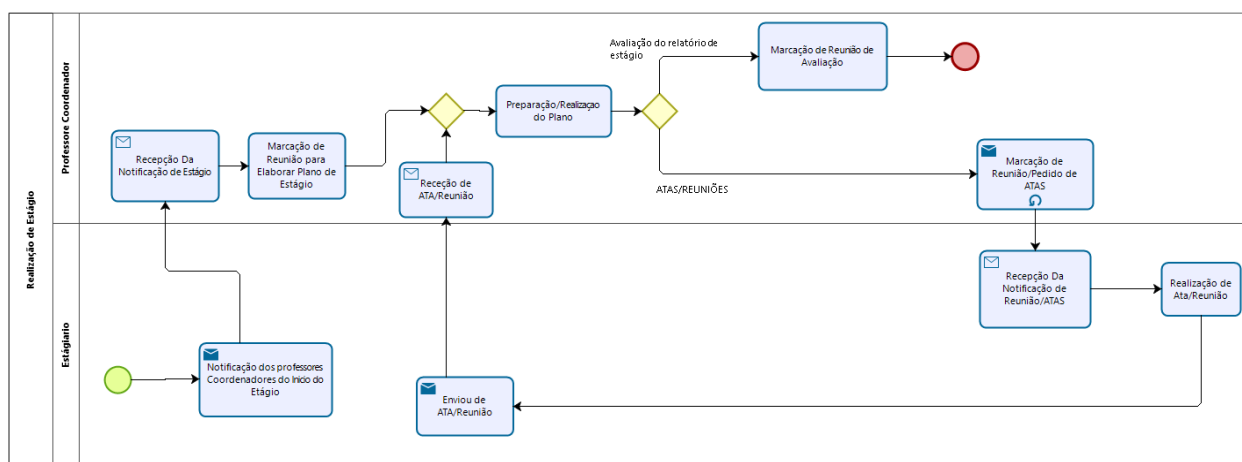 Realização de Estágio
Professore Coordenador
Estágiario
Avaliação do relatório de
estágio
Marcação de Reunião de
Avaliação
Preparação/Realizaçao
do Plano
Recepção Da
Notificação de Estágio
Marcação de
Reunião para
Elaborar Plano de
Estágio
Receção de
ATA/Reunião
ATAS/REUNIÕES
Marcação de
Reunião/Pedido de
ATAS
Recepção Da
Notificação de
Reunião/ATAS
Realização de
Ata/Reunião
Notificação dos professores
Coordenadores do Inicio do
Etágio
Enviou de
ATA/Reunião